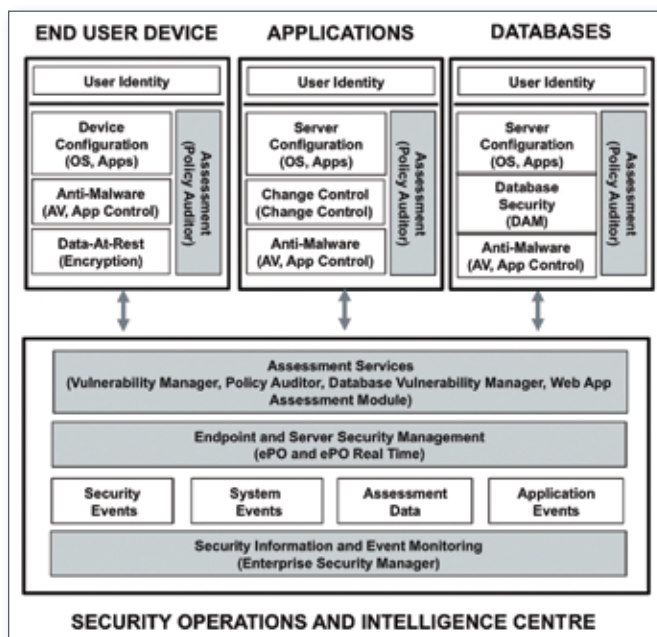 END USER DEVICE
User Identity
Device
Configuration
(OS, Apps)
Anti-Malware
(AV, App Control)
Data-At-Rest
(Encryption)
Assessment
(Policy Auditor)
APPLICATIONS
User Identity
Server
Configuration
(OS, Apps)
Change Control
(Change Control)
Anti-Malware
(AV, App Control)
Assessment
(Policy Auditor)
DATABASES
User Identity
Server
Configuration
(OS, Apps)
Database
Security
(DAM)
Anti-Malware
(AV, App Control)
Assessment
(Policy Auditor)
Assessment Services
(Vulnerability Manager, Policy Auditor, Database Vulnerability Manager, Web App
Assessment Module)
Endpoint and Server Security Management
(ePO and ePO Real Time)
Security
Events
System
Events
Assessment
Data
Application
Events
Security Information and Event Monitoring
(Enterprise Security Manager)
SECURITY OPERATIONS AND INTELLIGENCE CENTRE